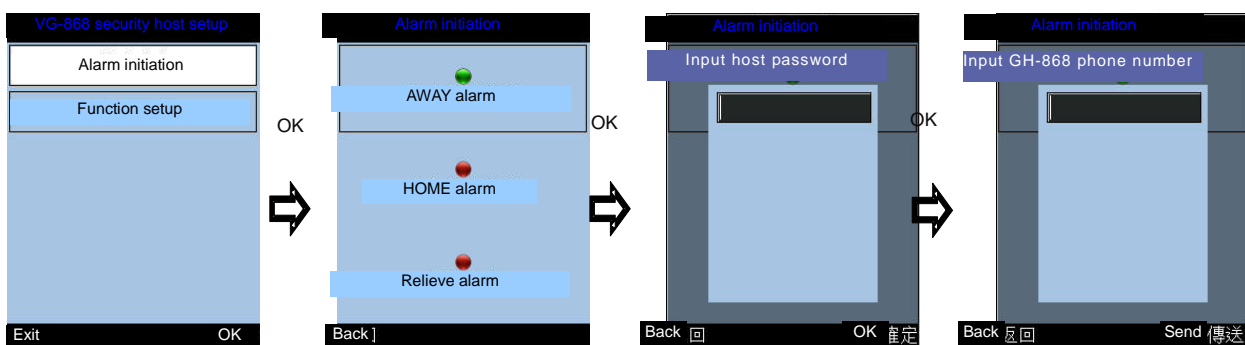 VG-868 security host setup
Alarm initiation
Function setup
Exit OK
OK
Alarm initiation
AWAY alarm
HOME alarm
Relieve alarm
Back
OK
Alarm initiation
Input host password
Back 回 OK 確定
OK
Alarm initiation
Input GH-868 phone number
Back 返回 Send 傳送